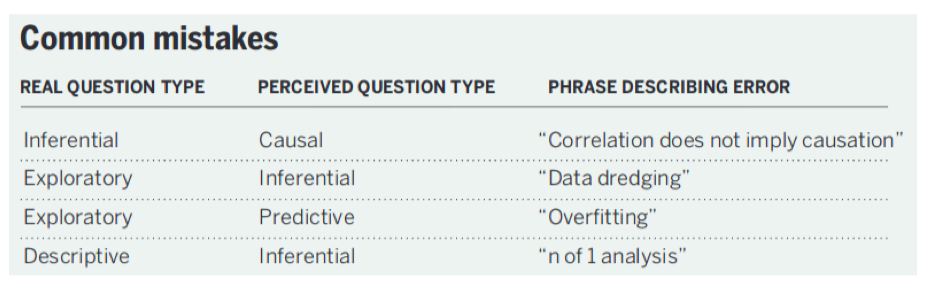 Common mistakes
REAL QUESTION TYPE PERCEIVED QUESTION TYPE PHRASE DESCRIBING ERROR
Inferential Causal “Correlation does not imply causation”
Exploratory Inferential “Data dredging”
Exploratory Predictive “Overfitting”
Descriptive Inferential “n of 1 analysis”